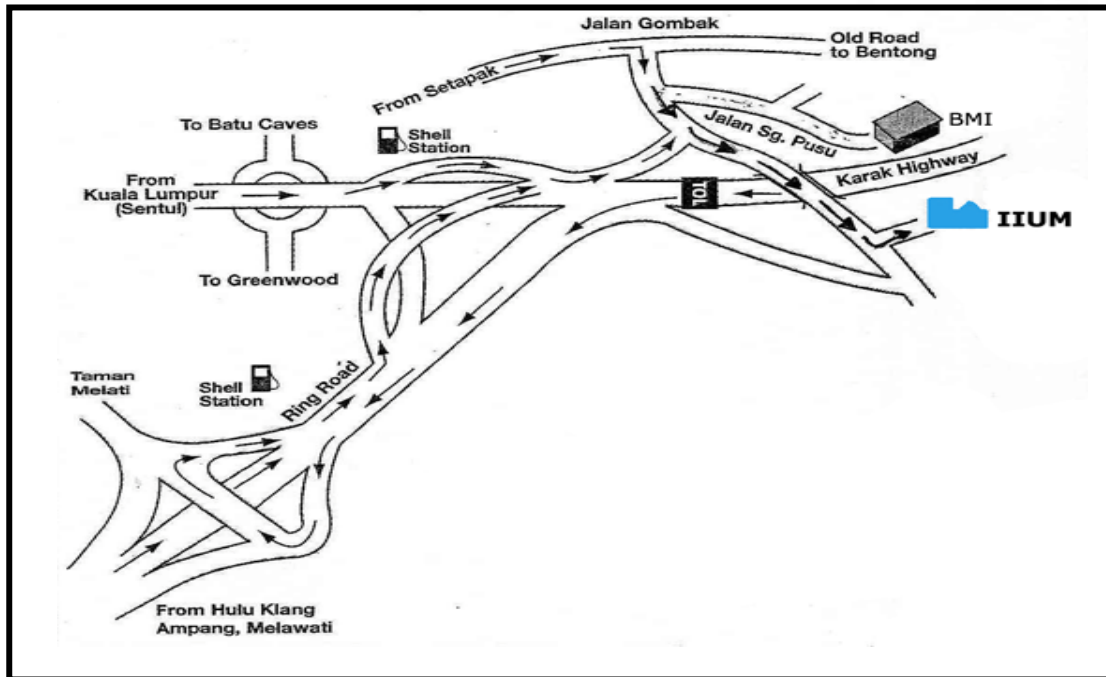 Jalan Gombak
Old Road
to Bentong
From Setapak
To Batu Caves
Shell
Station
Jalan Sg. Pusu
BMI
From
Kuala Lumpur
(Sentul)
TOL
Karak Highway
IIUM
To Greenwood
Taman
Melati
Shell
Station
Ring Road
From Hulu Klang
Ampang, Melawati